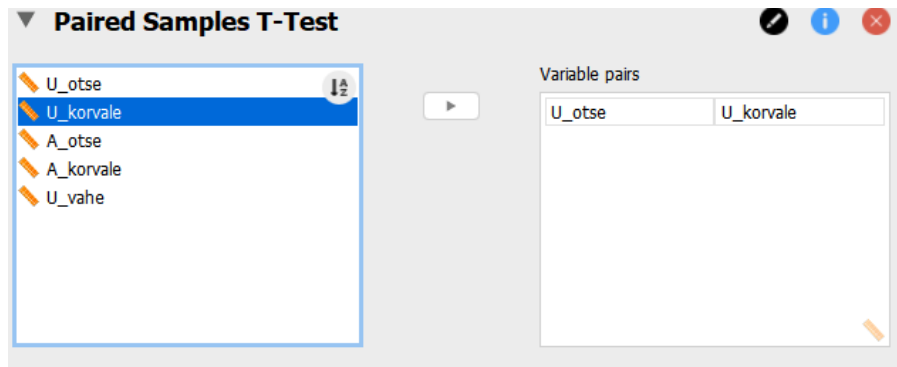 Paired Samples T-Test
U_otse
U_korvale
A_otse
A_korvale
U_vahe
Variable pairs
U_otse U_korvale